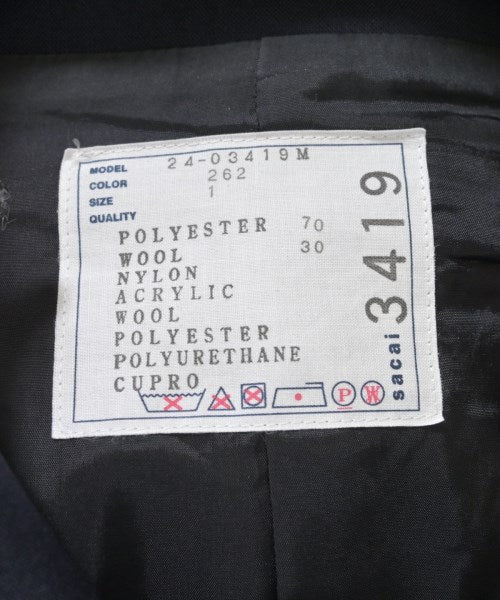 MODEL 24-03419M
COLOR 262
SIZE 1
QUALITY
POLYESTER 70
WOOL 30
NYLON
ACRYLIC
WOOL
POLYESTER
POLYURETHANE
CUPRO
P W
sacai 3419